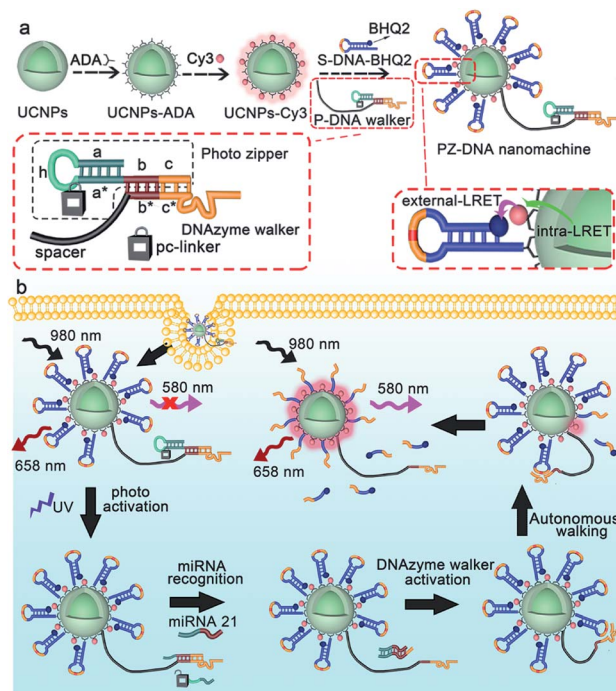 a
ADA
UCNPs
UCNPs-ADA
Cy3
UCNPs-Cy3
BHQ2
S-DNA-BHQ2
P-DNA walker
PZ-DNA nanomachine
Photo zipper
a
b
c
h
a*
b*
c*
DNAzyme walker
pc-linker
spacer
external-LRET
intra-LRET
b
980 nm
580 nm
658 nm
980 nm
580 nm
658 nm
UV
photo
activation
miRNA
recognition
miRNA 21
DNAzyme walker
activation
Autonomous
walking